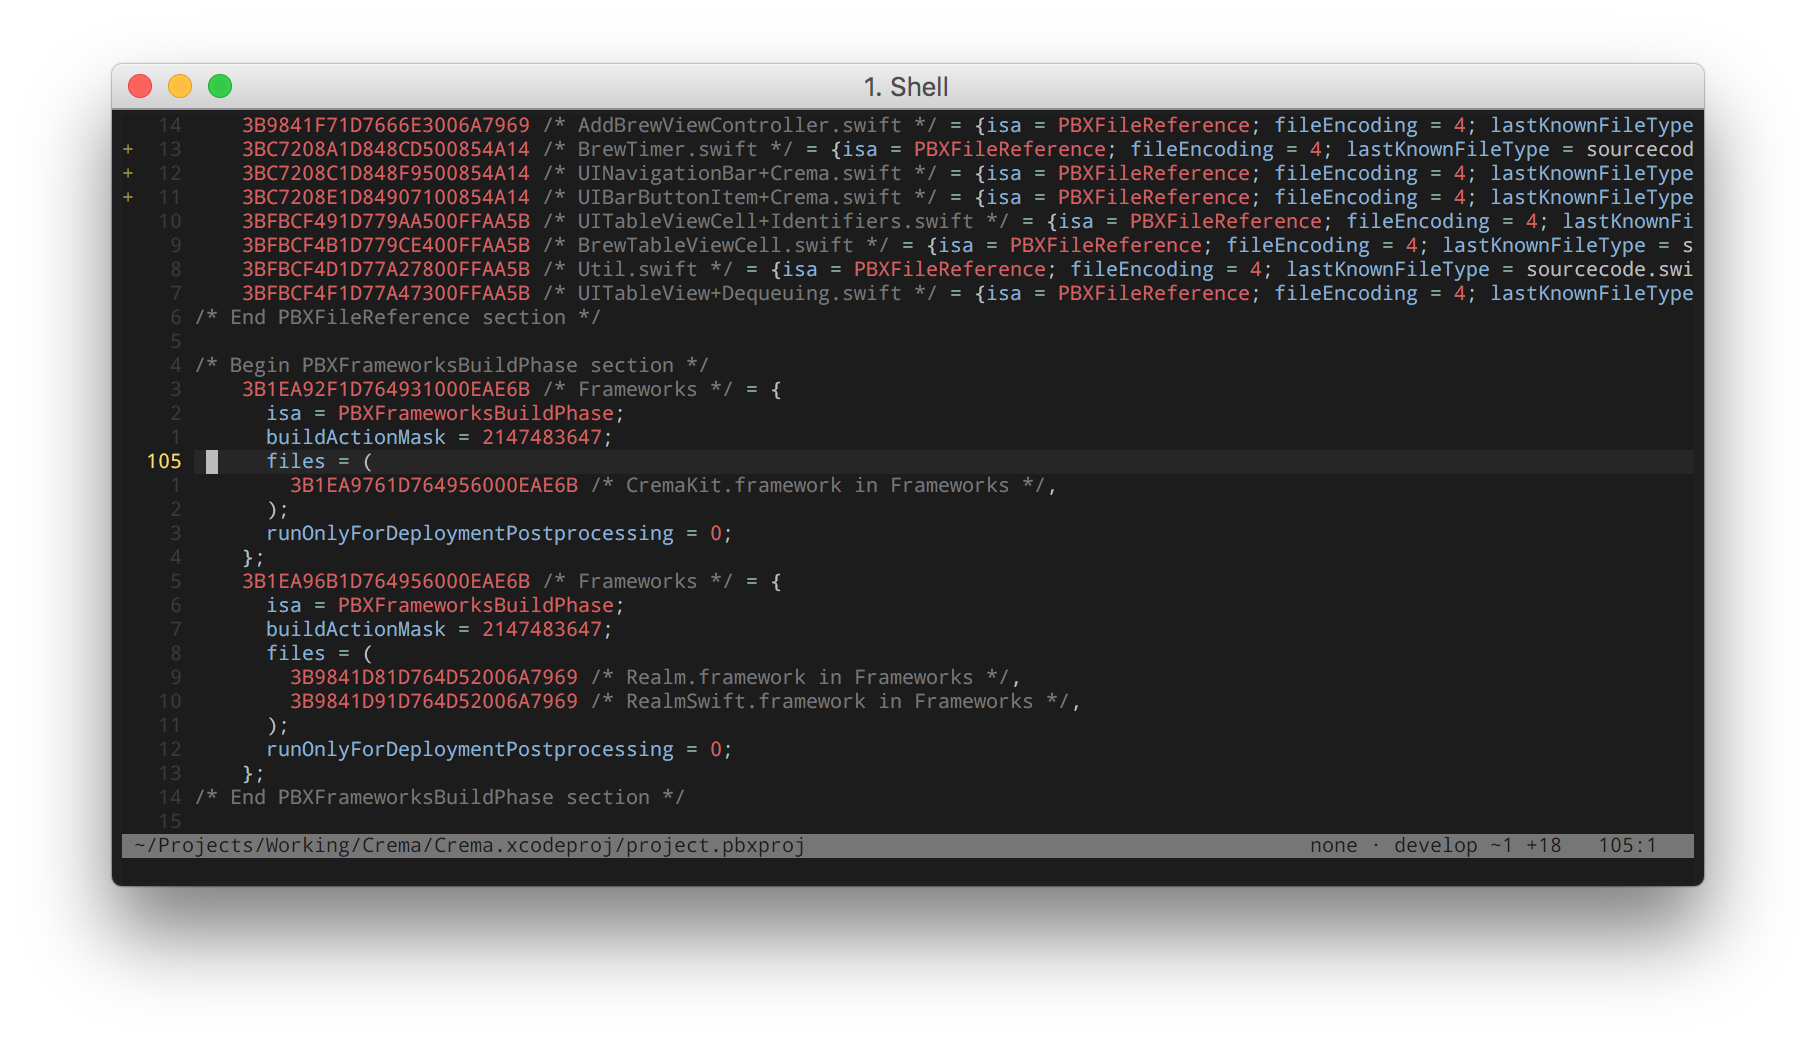 1. Shell
14 3B9841F71D7666E3006A7969 /* AddBrewViewController.swift */ = {isa = PBXFileReference; fileEncoding = 4; lastKnownFileType
+ 13 3BC7208A1D848CD500854A14 /* BrewTimer.swift */ = {isa = PBXFileReference; fileEncoding = 4; lastKnownFileType = sourcecod
+ 12 3BC7208C1D848F9500854A14 /* UINavigationBar+Crema.swift */ = {isa = PBXFileReference; fileEncoding = 4; lastKnownFileType
+ 11 3BC7208E1D84907100854A14 /* UIBarButtonItem+Crema.swift */ = {isa = PBXFileReference; fileEncoding = 4; lastKnownFileType
10 3BFBCF491D779AA500FFAA5B /* UITableViewCell+Identifiers.swift */ = {isa = PBXFileReference; fileEncoding = 4; lastKnownFi
9 3BFBCF4B1D779CE400FFAA5B /* BrewTableViewCell.swift */ = {isa = PBXFileReference; fileEncoding = 4; lastKnownFileType = s
8 3BFBCF4D1D77A27800FFAA5B /* Util.swift */ = {isa = PBXFileReference; fileEncoding = 4; lastKnownFileType = sourcecode.swi
7 3BFBCF4F1D77A47300FFAA5B /* UITableView+Dequeuing.swift */ = {isa = PBXFileReference; fileEncoding = 4; lastKnownFileType
6 /* End PBXFileReference section */
5
4 /* Begin PBXFrameworksBuildPhase section */
3 3B1EA92F1D764931000EAE6B /* Frameworks */ = {
2 isa = PBXFrameworksBuildPhase;
1 buildActionMask = 2147483647;
105 files = (
1 3B1EA9761D764956000EAE6B /* CremaKit.framework in Frameworks */,
2 );
3 runOnlyForDeploymentPostprocessing = 0;
4 };
5 3B1EA96B1D764956000EAE6B /* Frameworks */ = {
6 isa = PBXFrameworksBuildPhase;
7 buildActionMask = 2147483647;
8 files = (
9 3B9841D81D764D52006A7969 /* Realm.framework in Frameworks */,
10 3B9841D91D764D52006A7969 /* RealmSwift.framework in Frameworks */,
11 );
12 runOnlyForDeploymentPostprocessing = 0;
13 };
14 /* End PBXFrameworksBuildPhase section */
15
~/Projects/Working/Crema/Crema.xcodeproj/project.pbxproj none · develop ~1 +18 105:1